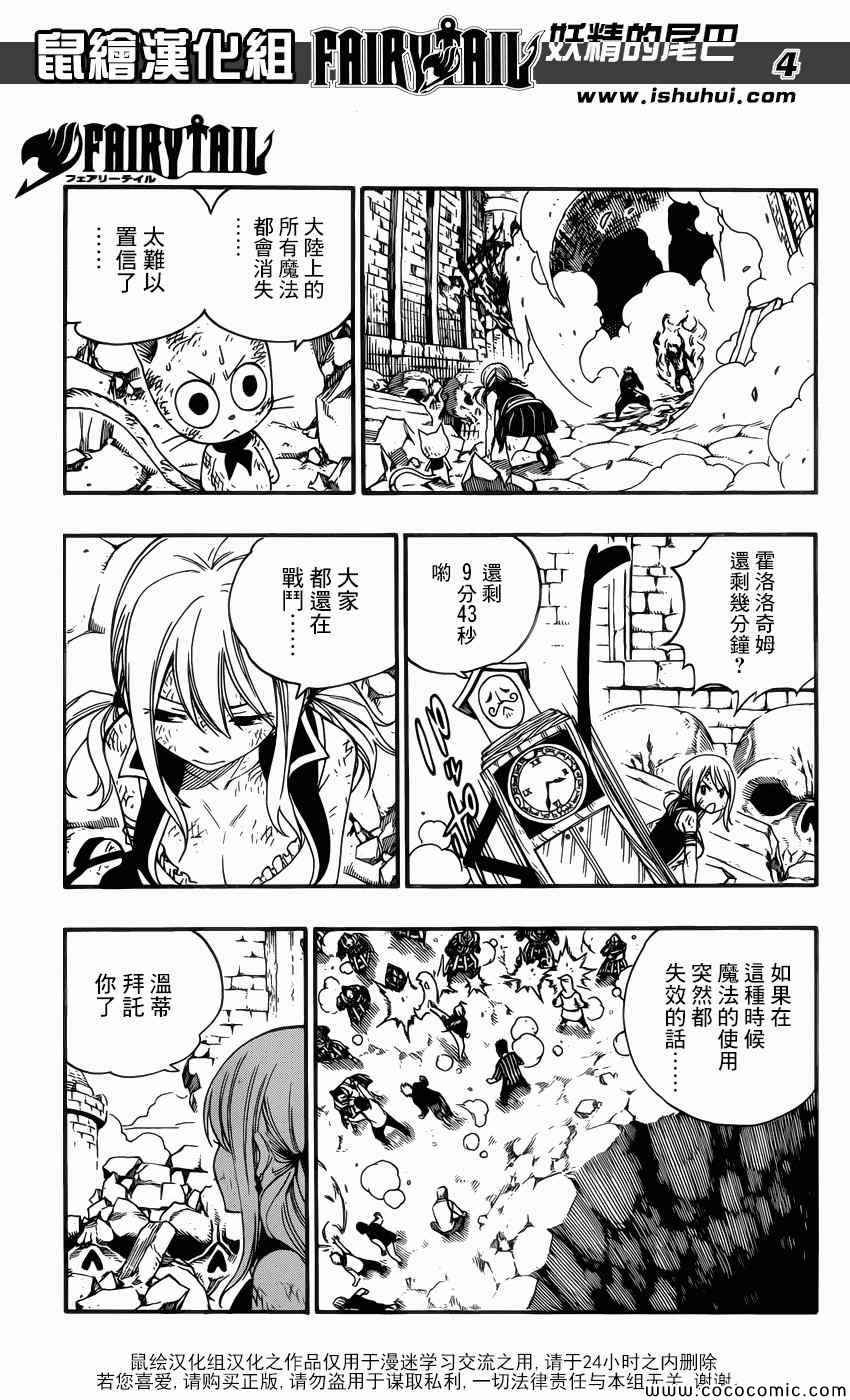 鼠繪漢化組
FAIRY TAIL
妖精的尾巴
4
www.ishuhui.com
FAIRY TAIL
フェアリーテイル
大陸上的
所有魔法
都會消失
……
太難以
置信了
……
霍洛洛奇姆
還剩幾分鐘?
還剩
9分43秒
喲
大家
都還在
戰鬥……
如果在
這種時候
魔法的使用
突然都
失效的話……
溫蒂
拜託
你了
鼠绘汉化组汉化之作品仅用于漫迷学习交流之用,请于24小时之内删除
若您喜爱,请购买正版,请勿用于谋取私利,一切法律责任与本组无关,谢谢.
www.cococomic.com